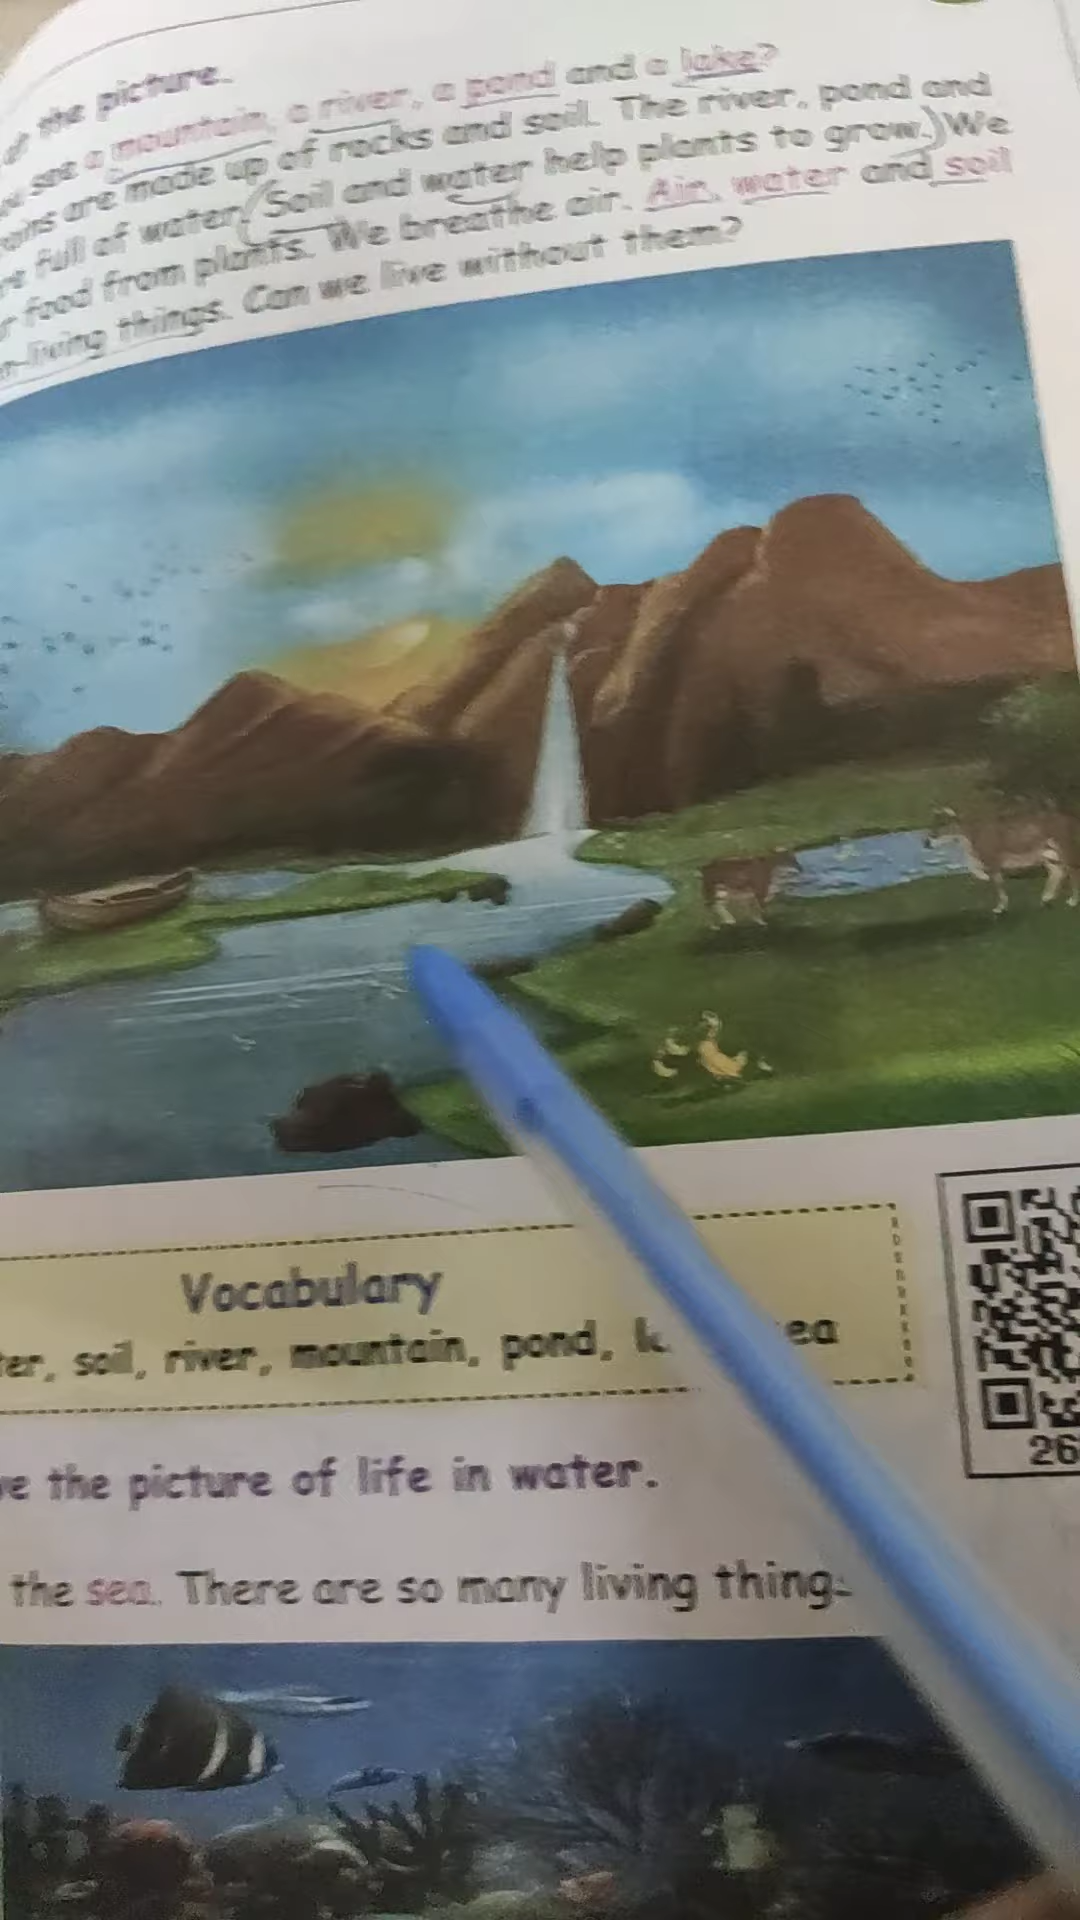 at the picture.
see a mountain, a river, a pond and a lake?
are made up of rocks and soil. The river, pond and
full of water. (Soil and water help plants to grow.) We
food from plants. We breathe air. Air, water and soil
living things. Can we live without them?
Vocabulary
soil, river, mountain, pond, sea
the picture of life in water.
the sea. There are so many living thing
26